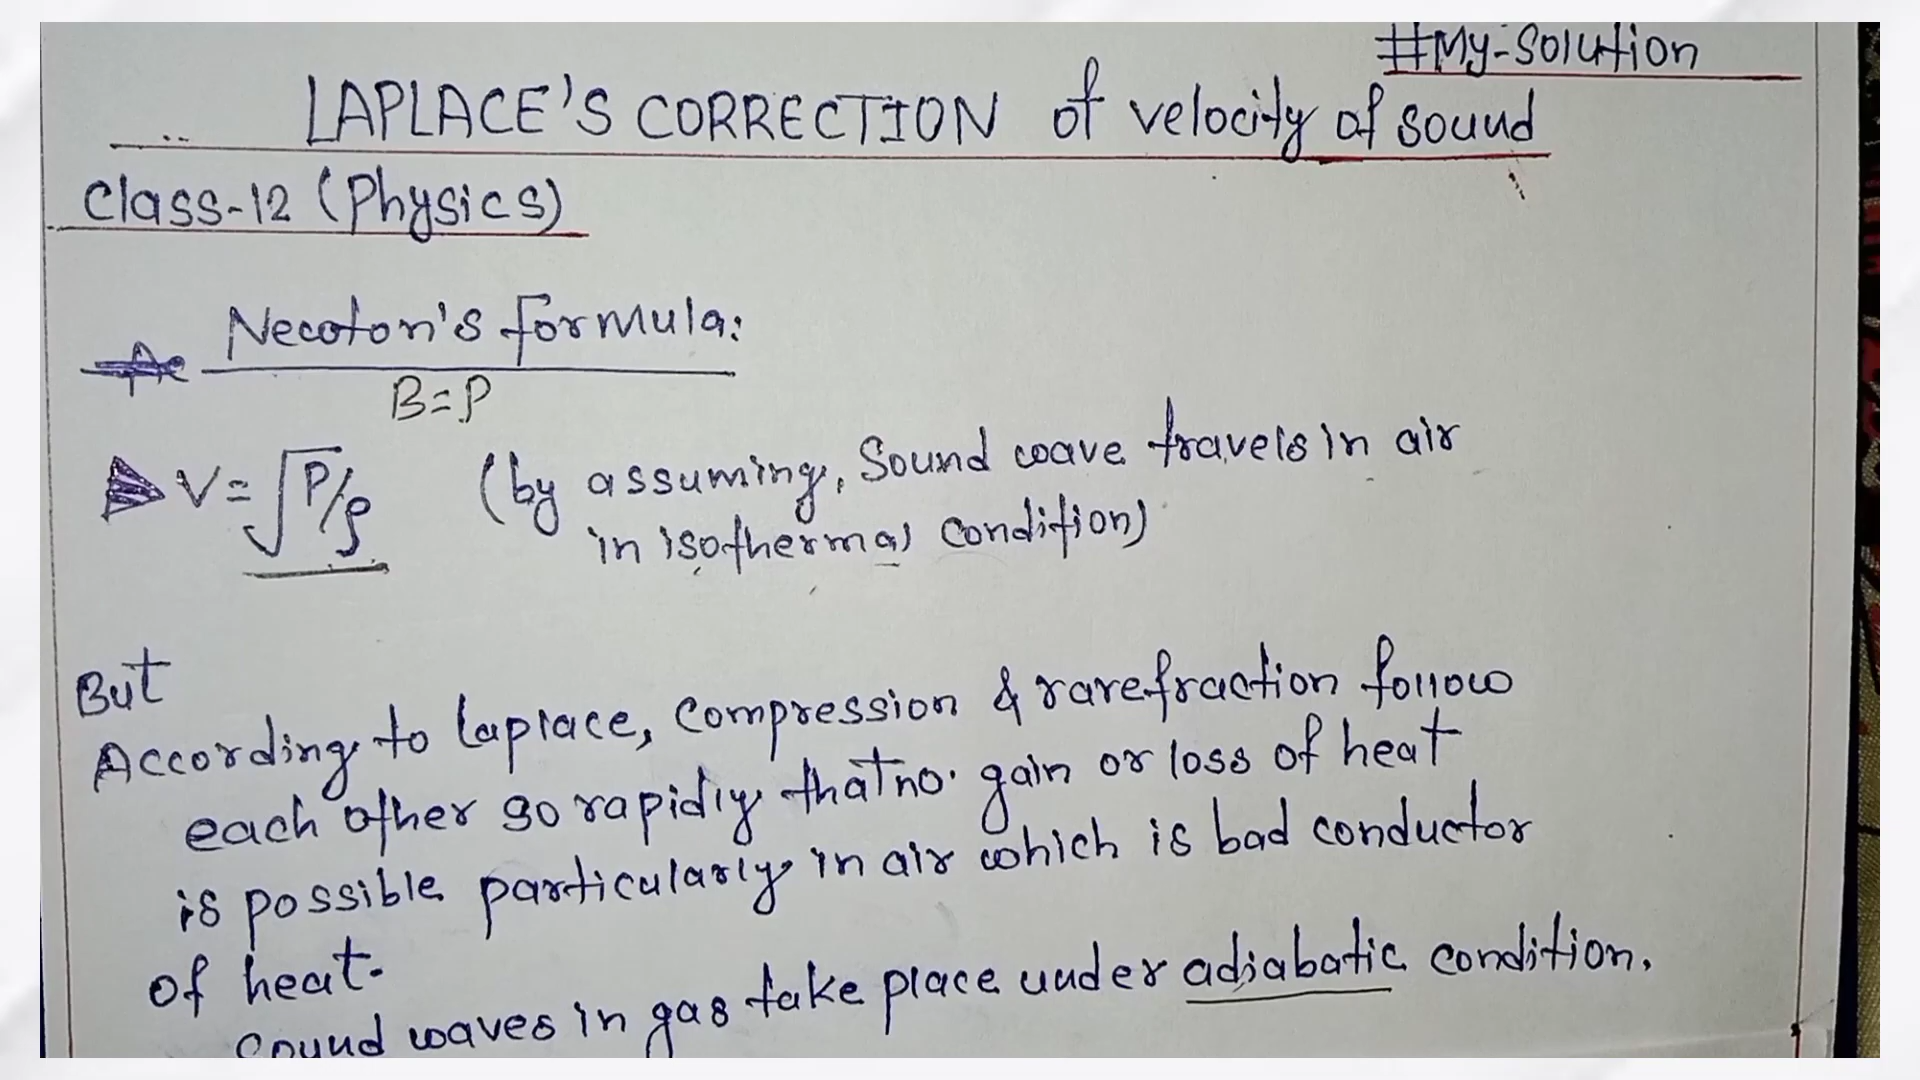 #My-Solution
LAPLACE'S CORRECTION of velocity of sound
Class-12 (Physics)
Newton's formula:
B=P
V=√P/ρ (by assuming, Sound wave travels in air
in isothermal condition)
But
According to laplace, compression & rarefraction follow
each other so rapidly that no gain or loss of heat
is possible particularly in air which is bad conductor
of heat.
Sound waves in gas take place under adiabatic condition.